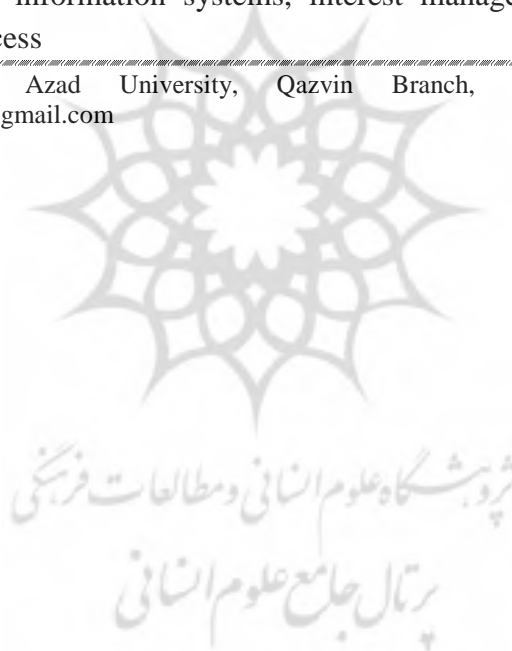 information systems, interest manage
cess
Azad University, Qazvin Branch,
gmail.com
پژوهشگاه علوم انسانی و مطالعات فرهنگی
پرتال جامع علوم انسانی